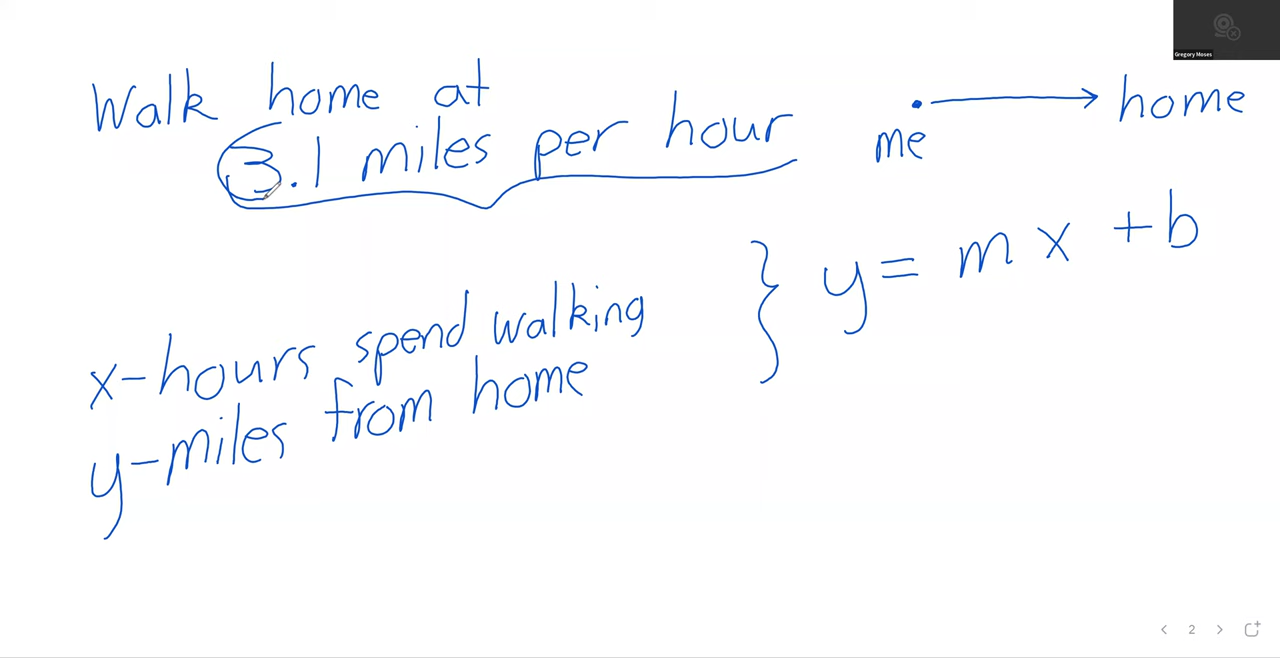 Walk home at
3.1 miles per hour
me
home
x-hours spend walking
y-miles from home
y = mx + b
Gregory Moses
2